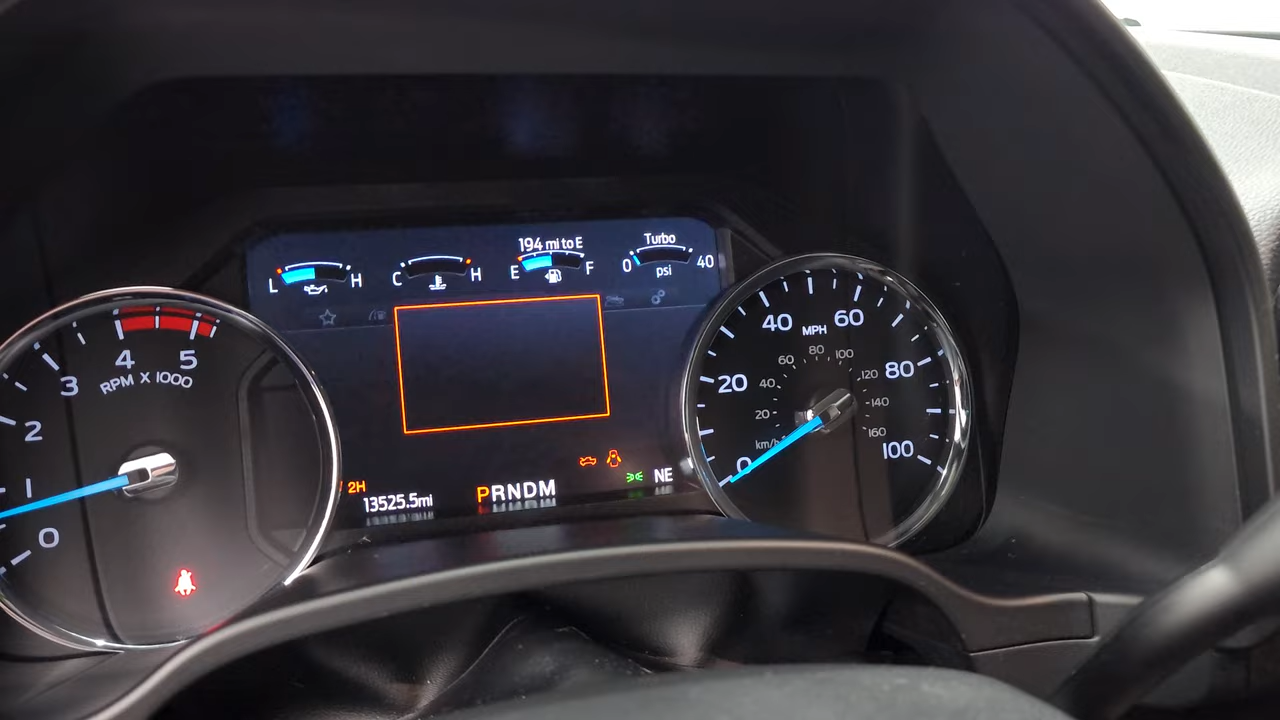 194 mi to E
Turbo
L H
C H
E F
0 40
psi
4 5
3
RPM X 1000
2
1
0
2H
13525.5mi
PRNDM
NE
40 MPH 60
20 80
0 100
60 80 100
40 120
20 140
km/h 160